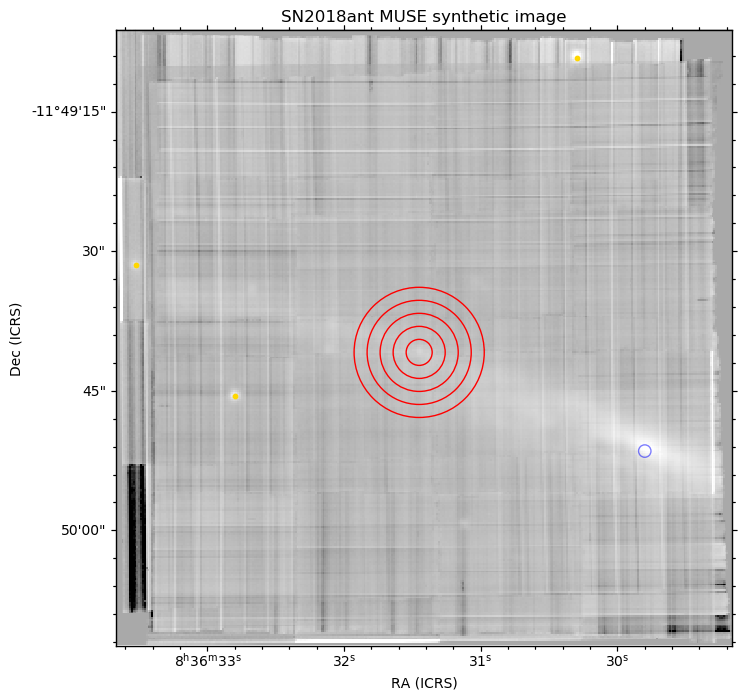 SN2018ant MUSE synthetic image
-11°49'15"
30"
45"
50'00"
Dec (ICRS)
8h36m33s
32s
31s
30s
RA (ICRS)